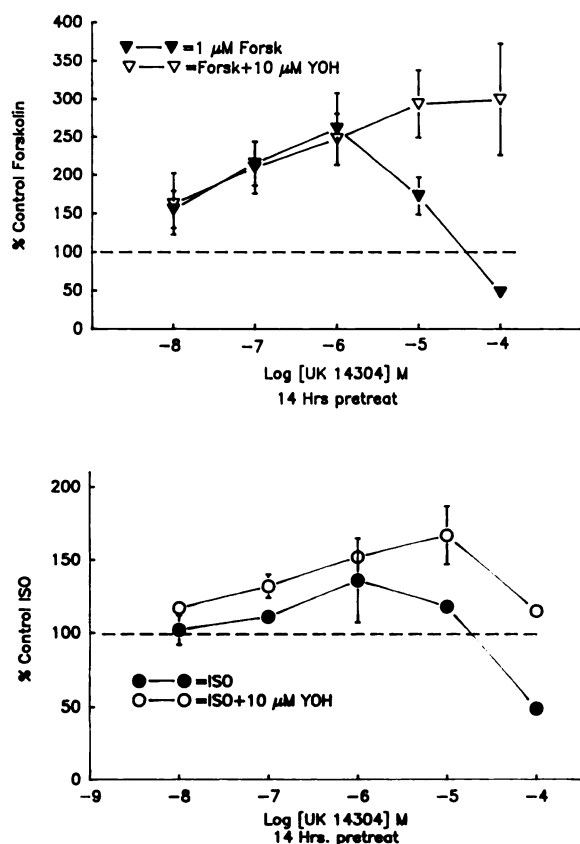 400
350
300
250
200
150
100
50
0
% Control Forskolin
▼—▼=1 μM Forsk
▽—▽=Forsk+10 μM YOH
-8 -7 -6 -5 -4
Log [UK 14304] M
14 Hrs pretreat
200
150
100
50
0
% Control ISO
●—●=ISO
○—○=ISO+10 μM YOH
-9 -8 -7 -6 -5 -4
Log [UK 14304] M
14 Hrs. pretreat